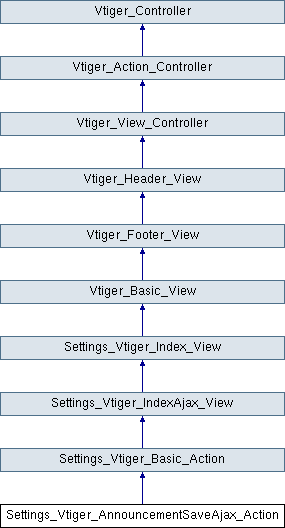 Vtiger_Controller
Vtiger_Action_Controller
Vtiger_View_Controller
Vtiger_Header_View
Vtiger_Footer_View
Vtiger_Basic_View
Settings_Vtiger_Index_View
Settings_Vtiger_IndexAjax_View
Settings_Vtiger_Basic_Action
Settings_Vtiger_AnnouncementSaveAjax_Action